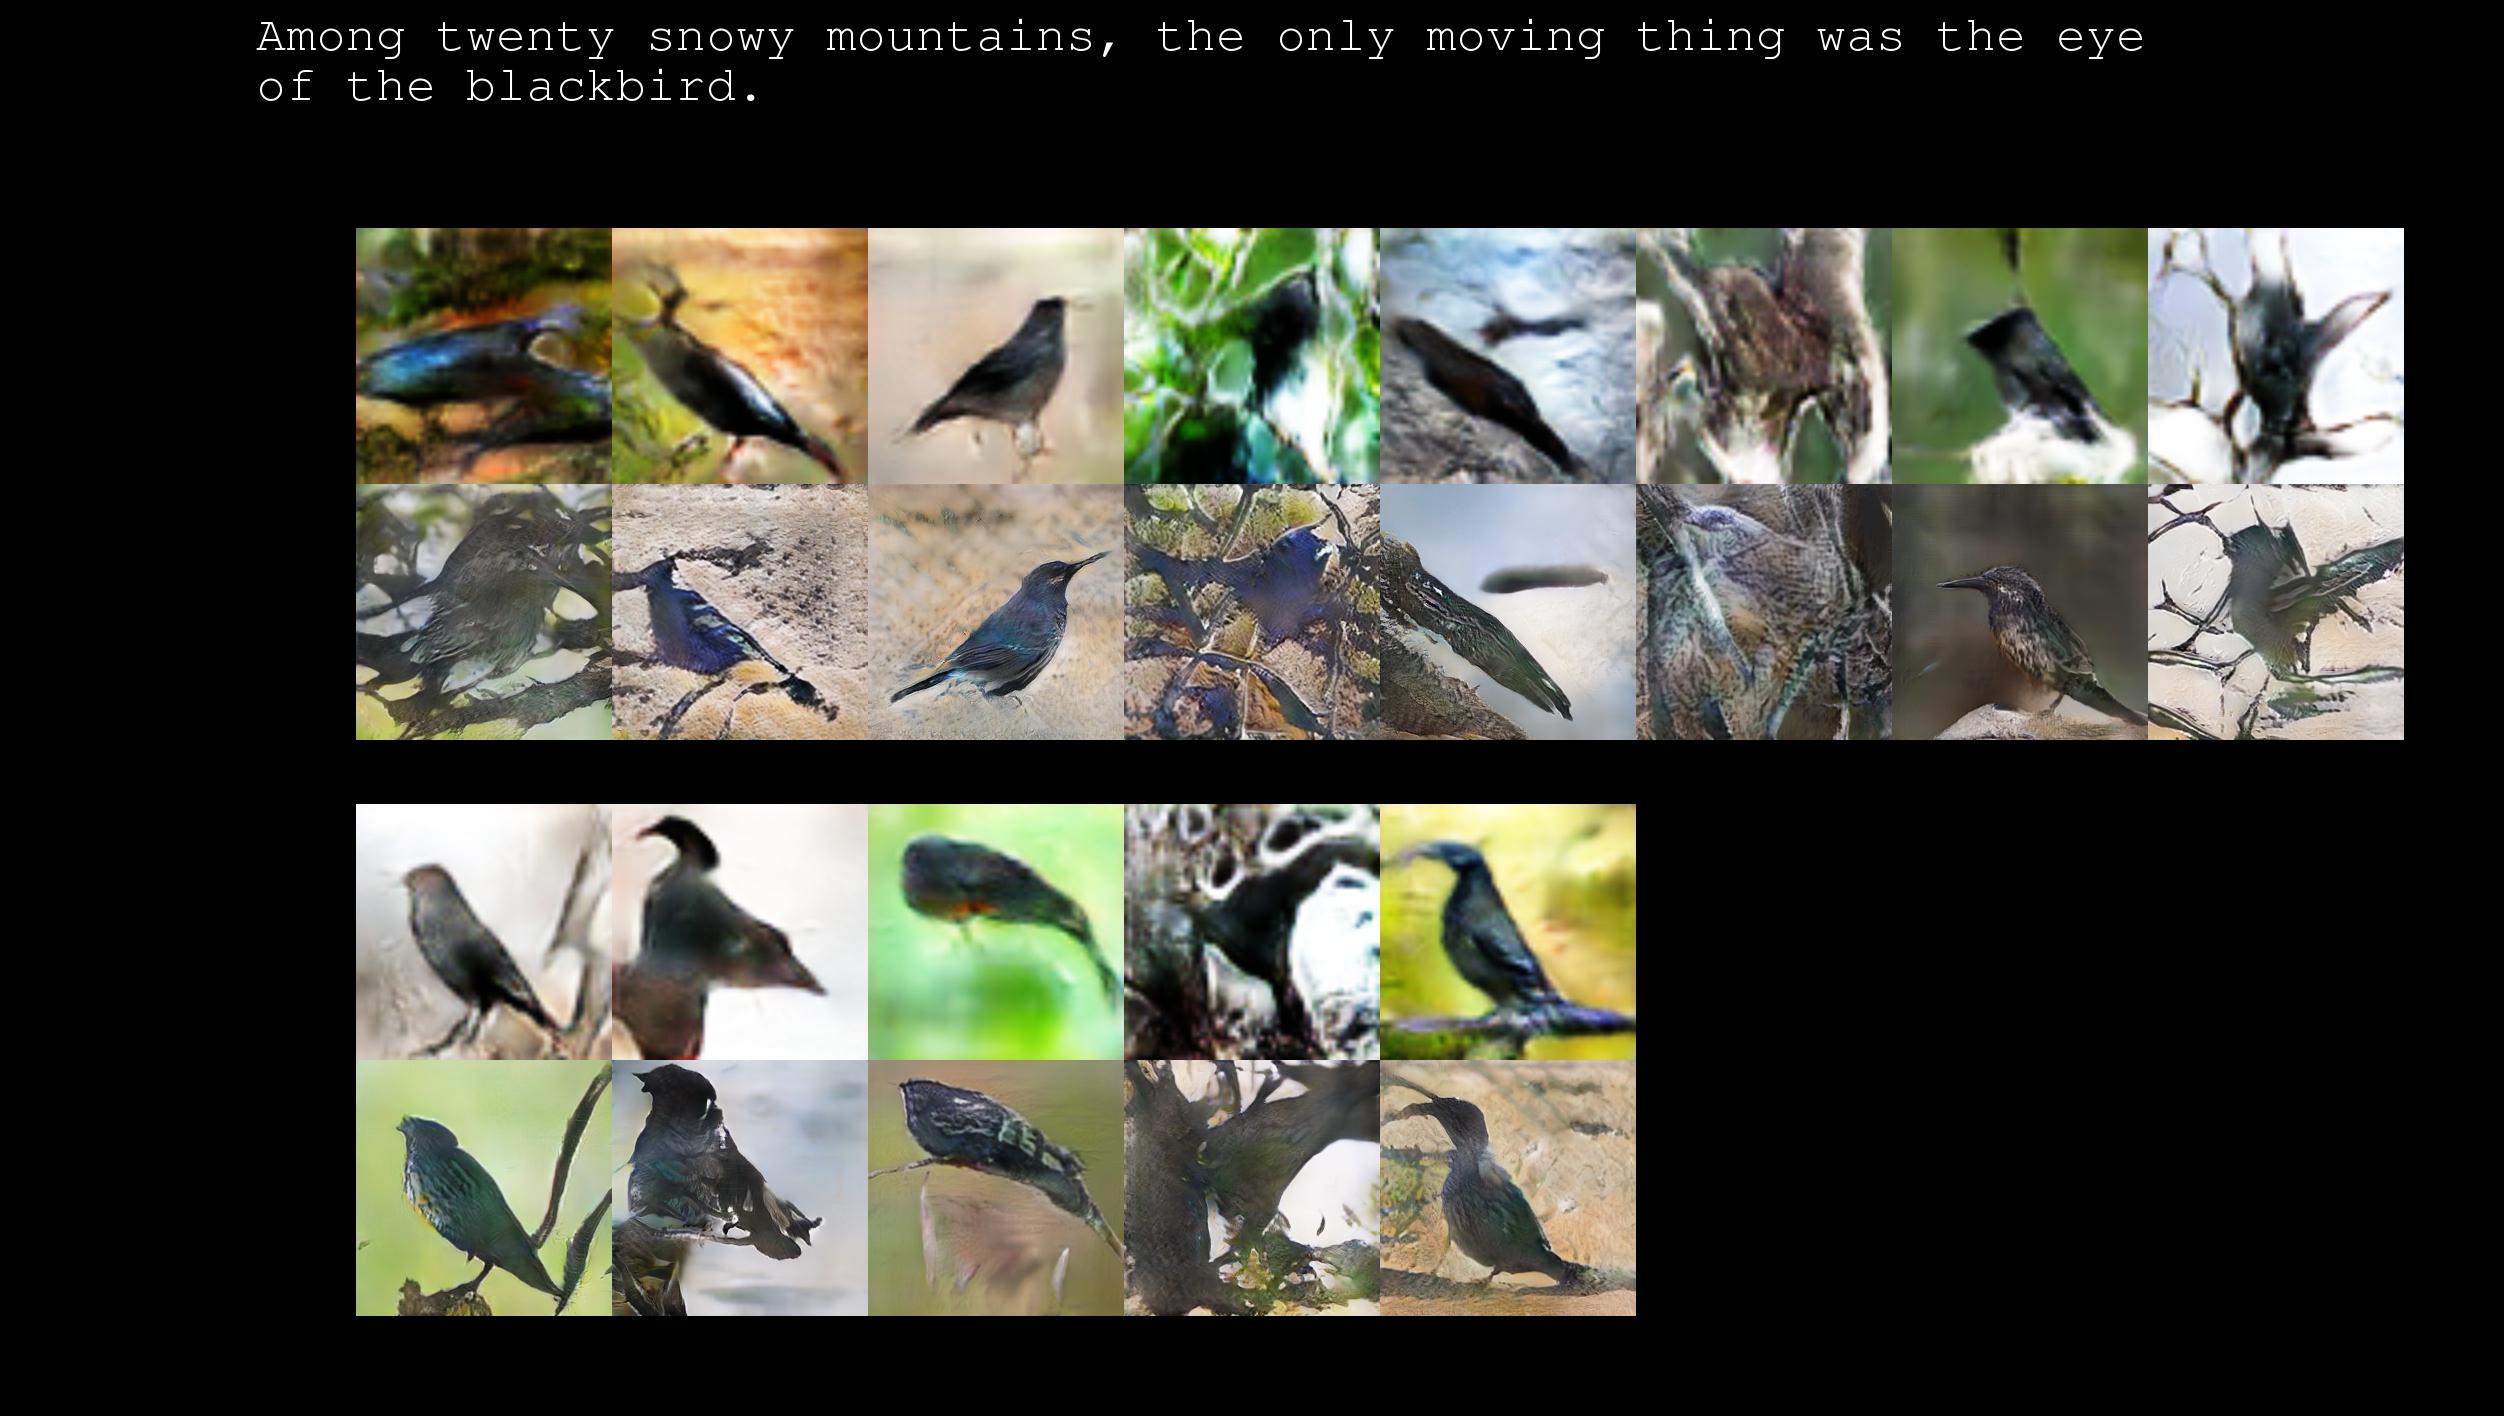 Among twenty snowy mountains, the only moving thing was the eye
of the blackbird.